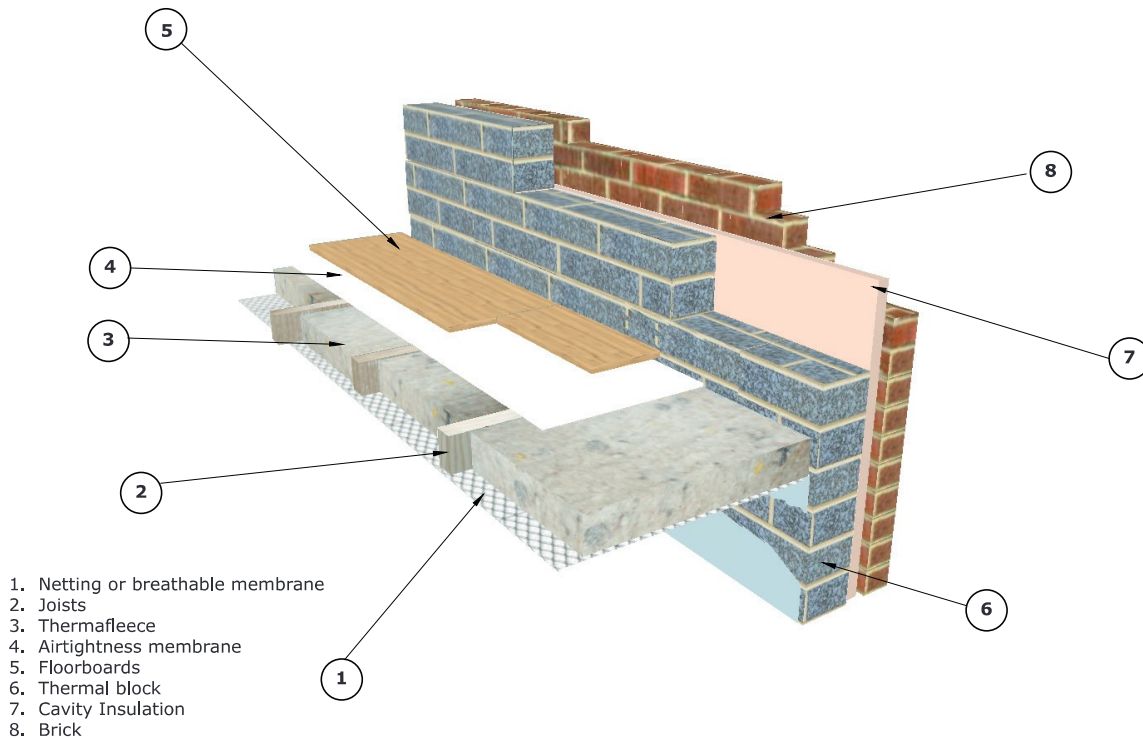 5
8
4
3
7
2
6
1
1. Netting or breathable membrane
2. Joists
3. Thermafleece
4. Airtightness membrane
5. Floorboards
6. Thermal block
7. Cavity Insulation
8. Brick